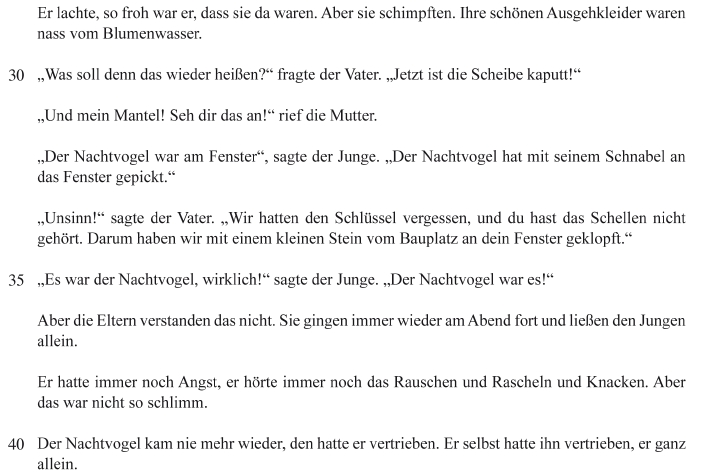 Er lachte, so froh war er, dass sie da waren. Aber sie schimpften. Ihre schönen Ausgehkleider waren
nass vom Blumenwasser.
30 „Was soll denn das wieder heißen?“ fragte der Vater. „Jetzt ist die Scheibe kaputt!“
„Und mein Mantel! Seh dir das an!“ rief die Mutter.
„Der Nachtvogel war am Fenster“, sagte der Junge. „Der Nachtvogel hat mit seinem Schnabel an
das Fenster gepickt.“
„Unsinn!“ sagte der Vater. „Wir hatten den Schlüssel vergessen, und du hast das Schellen nicht
gehört. Darum haben wir mit einem kleinen Stein vom Bauplatz an dein Fenster geklopft.“
35 „Es war der Nachtvogel, wirklich!“ sagte der Junge. „Der Nachtvogel war es!“
Aber die Eltern verstanden das nicht. Sie gingen immer wieder am Abend fort und ließen den Jungen
allein.
Er hatte immer noch Angst, er hörte immer noch das Rauschen und Rascheln und Knacken. Aber
das war nicht so schlimm.
40 Der Nachtvogel kam nie mehr wieder, den hatte er vertrieben. Er selbst hatte ihn vertrieben, er ganz
allein.